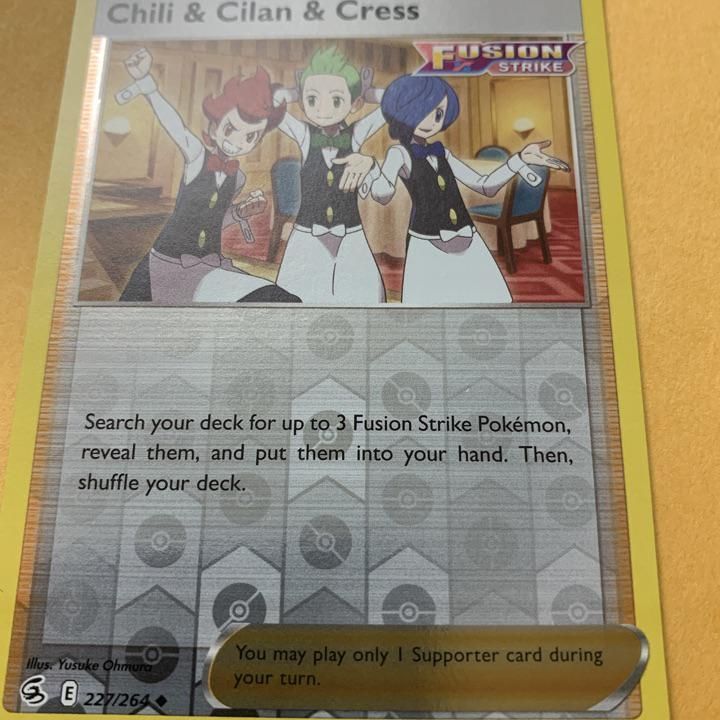 Chili & Cilan & Cress
FUSION
STRIKE
Search your deck for up to 3 Fusion Strike Pokémon,
reveal them, and put them into your hand. Then,
shuffle your deck.
You may play only 1 Supporter card during
your turn.
Illus. Yusuke Ohmura
E 227/264